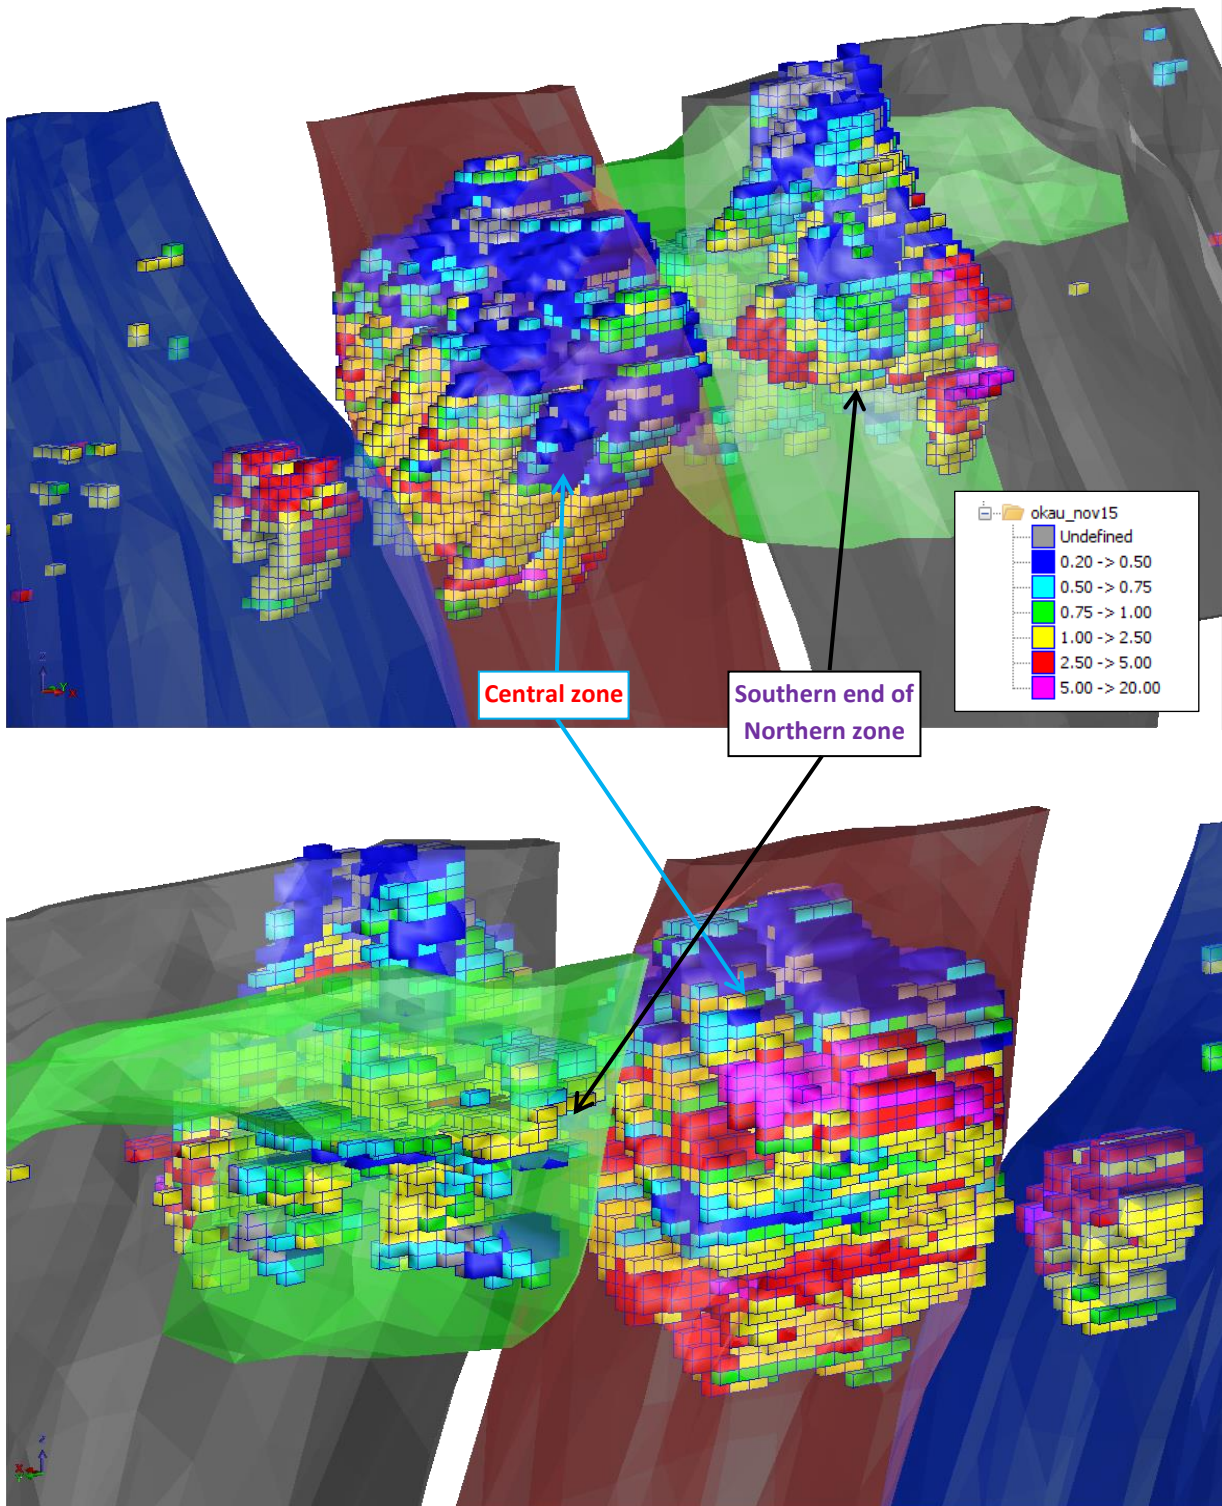 okau_nov15
Undefined
0.20 -> 0.50
0.50 -> 0.75
0.75 -> 1.00
1.00 -> 2.50
2.50 -> 5.00
5.00 -> 20.00
Central zone
Southern end of
Northern zone